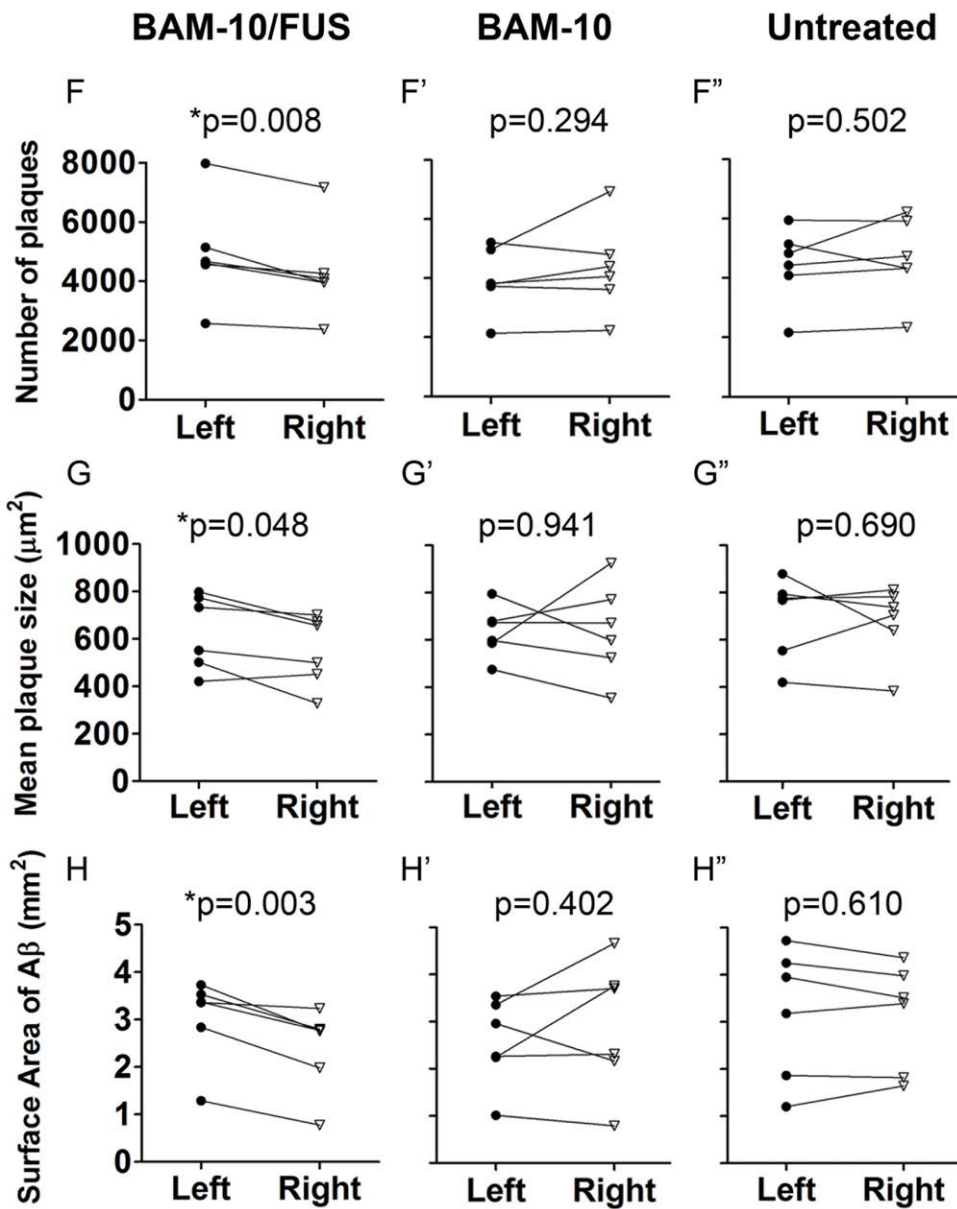 BAM-10/FUS BAM-10 Untreated
F F' F"
*p=0.008 p=0.294 p=0.502
Number of plaques
8000
6000
4000
2000
0
Left Right Left Right Left Right
G G' G"
*p=0.048 p=0.941 p=0.690
Mean plaque size (µm²)
1000
800
600
400
200
0
Left Right Left Right Left Right
H H' H"
*p=0.003 p=0.402 p=0.610
Surface Area of Aβ (mm²)
5
4
3
2
1
0
Left Right Left Right Left Right